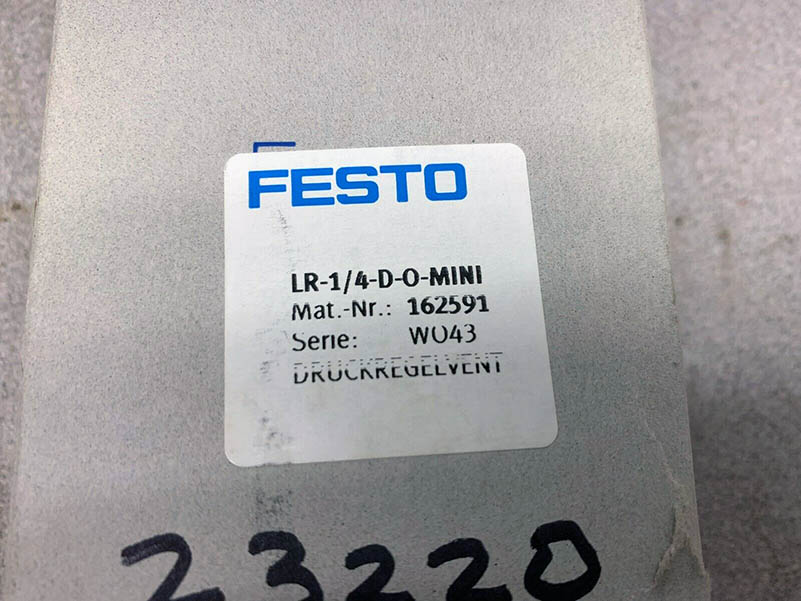 FESTO
LR-1/4-D-O-MINI
Mat.-Nr.: 162591
Serie: W043
DRUCKREGELVENT
23220